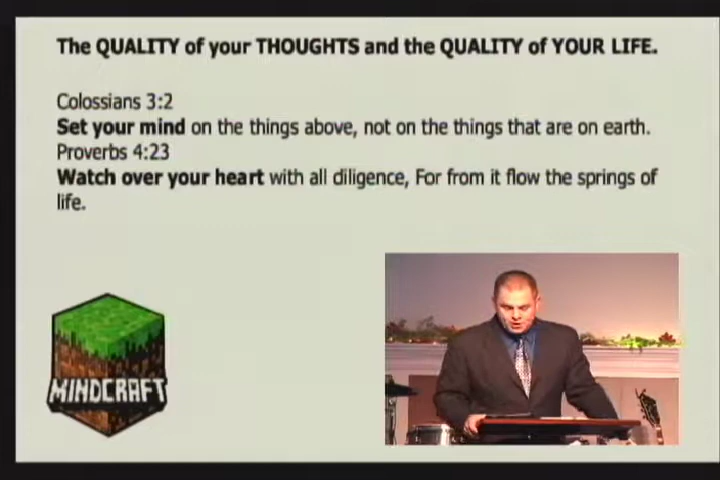 The QUALITY of your THOUGHTS and the QUALITY of YOUR LIFE.
Colossians 3:2
Set your mind on the things above, not on the things that are on earth.
Proverbs 4:23
Watch over your heart with all diligence, For from it flow the springs of
life.
MINDCRAFT